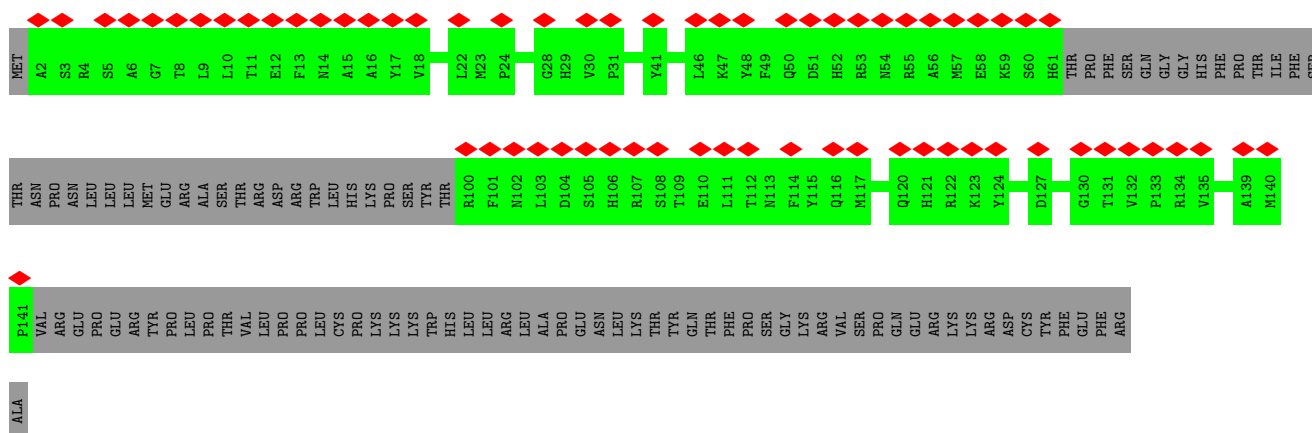 MET A2 S3 R4 S5 A6 G7 T8 L9 L10 T11 E12 F13 N14 A15 A16 Y17 V18 L22 M23 P24 G28 H29 V30 P31 Y41 L46 K47 Y48 F49 Q50 D51 H52 R53 N54 R55 A56 M57 E58 K59 S60 H61 THR PRO PHE SER GLN GLY GLY HIS PHE PRO THR ILE PHE SER
THR ASN PRO ASN LEU LEU LEU MET GLU ARG ALA SER THR ARG ASP ARG TRP LEU HIS LYS PRO SER TYR THR R100 F101 N102 L103 D104 S105 H106 R107 S108 T109 E110 L111 T112 N113 F114 Y115 Q116 M117 Q120 H121 R122 K123 Y124 D127 G130 T131 V132 P133 R134 V135 A139 M140
P141 VAL ARG GLU PRO GLU ARG TYR PRO LEU PRO THR VAL LEU PRO PRO LEU CYS PRO LYS LYS LYS TRP HIS LEU LEU ARG LEU ALA PRO GLU ASN LEU LYS THR TYR GLN THR PHE PRO SER GLY LYS ARG VAL SER PRO GLN GLU ARG LYS LYS ARG ASP CYS TYR PHE GLU PHE ARG
ALA